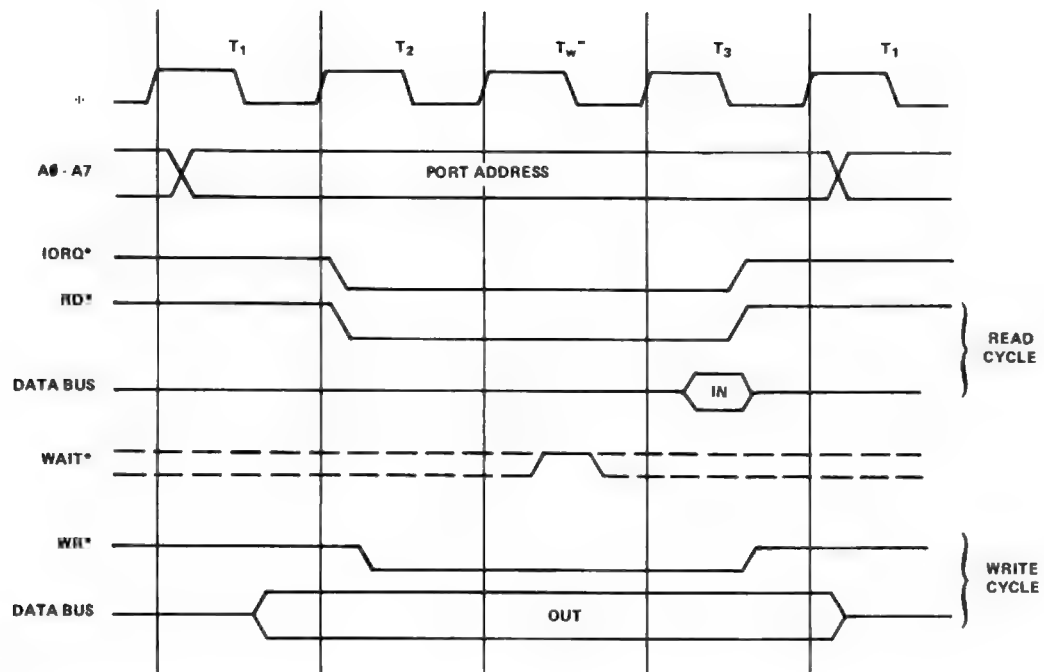 T₁ T₂ Tw* T₃ T₁
A0 - A7 PORT ADDRESS
IORQ*
RD*
READ
CYCLE
DATA BUS IN
WAIT*
WR*
WRITE
CYCLE
DATA BUS OUT